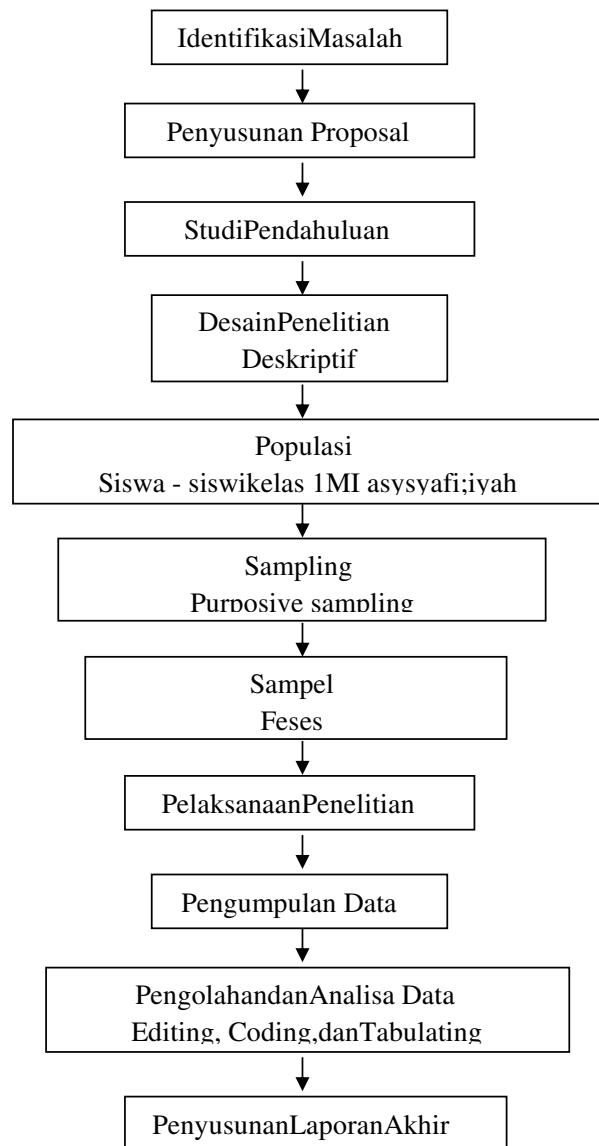 IdentifikasiMasalah
Penyusunan Proposal
StudiPendahuluan
DesainPenelitian
Deskriptif
Populasi
Siswa - siswikelas 1MI asysyafi;iyah
Sampling
Purposive sampling
Sampel
Feses
PelaksanaanPenelitian
Pengumpulan Data
PengolahandanAnalisa Data
Editing, Coding,danTabulating
PenyusunanLaporanAkhir